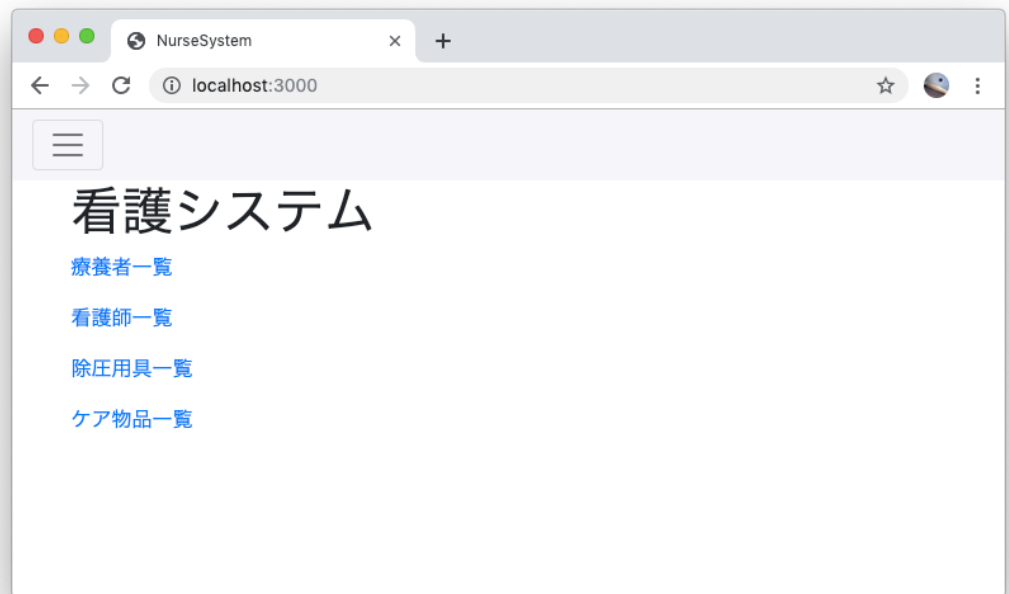 NurseSystem
localhost:3000
看護システム
療養者一覧
看護師一覧
除圧用具一覧
ケア物品一覧